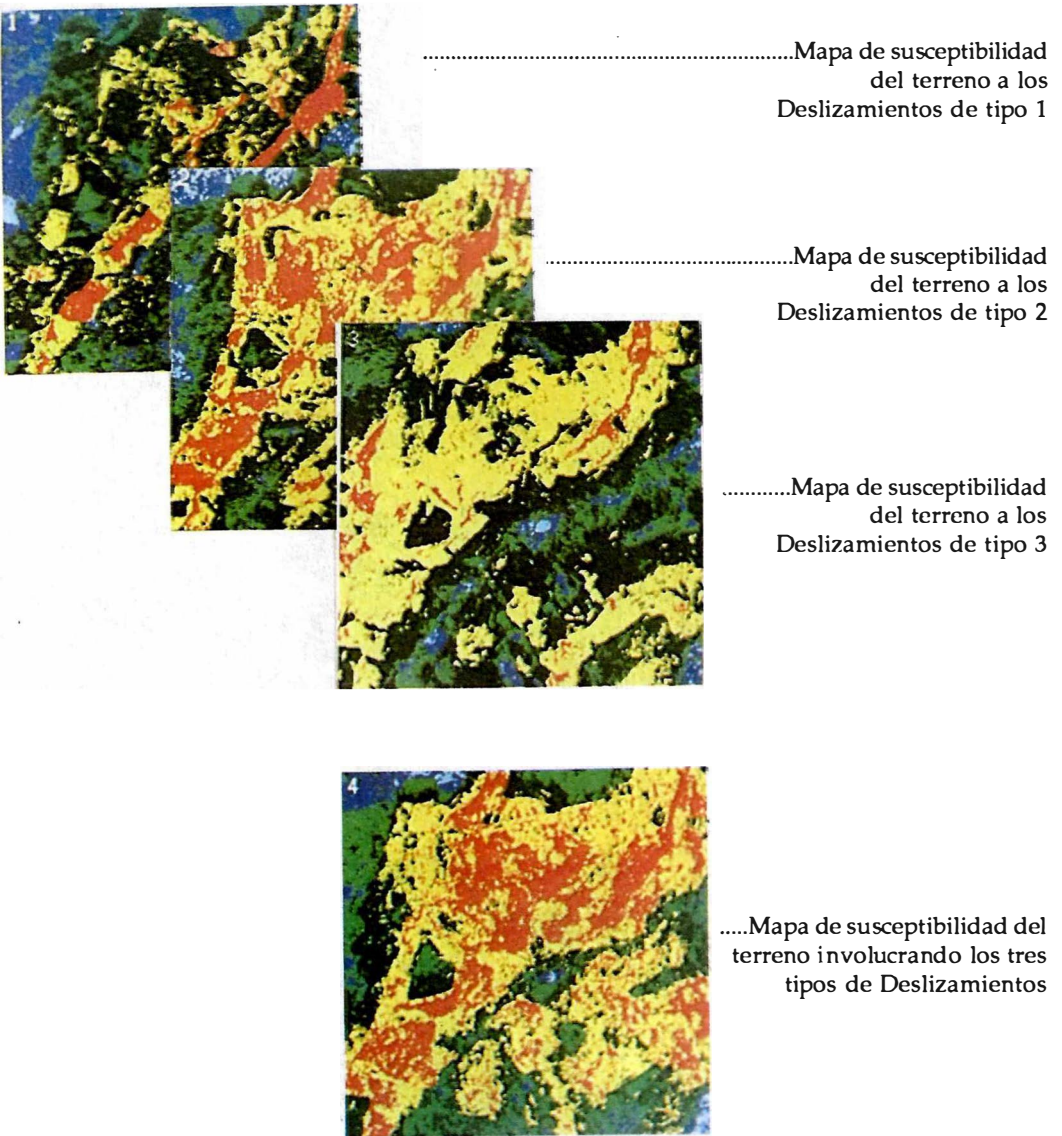 1
............................................................Mapa de susceptibilidad
del terreno a los
Deslizamientos de tipo 1
2
........................................Mapa de susceptibilidad
del terreno a los
Deslizamientos de tipo 2
3
............Mapa de susceptibilidad
del terreno a los
Deslizamientos de tipo 3
4
.....Mapa de susceptibilidad del
terreno involucrando los tres
tipos de Deslizamientos